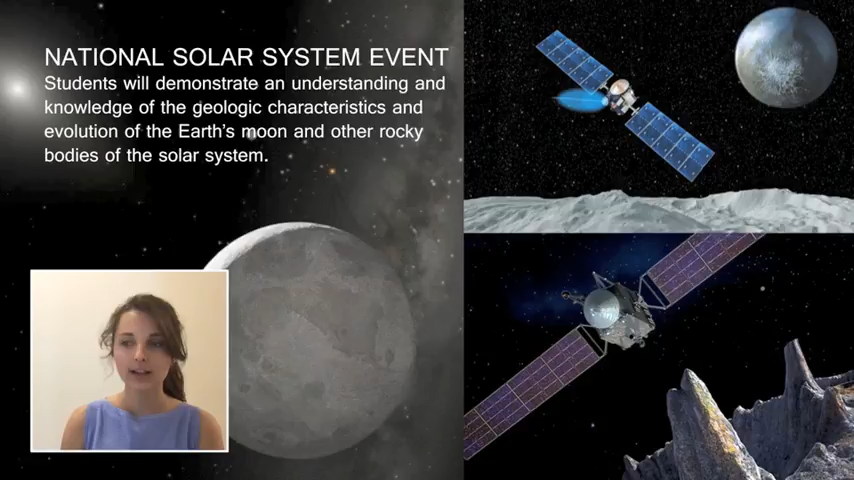 NATIONAL SOLAR SYSTEM EVENT
Students will demonstrate an understanding and
knowledge of the geologic characteristics and
evolution of the Earth's moon and other rocky
bodies of the solar system.